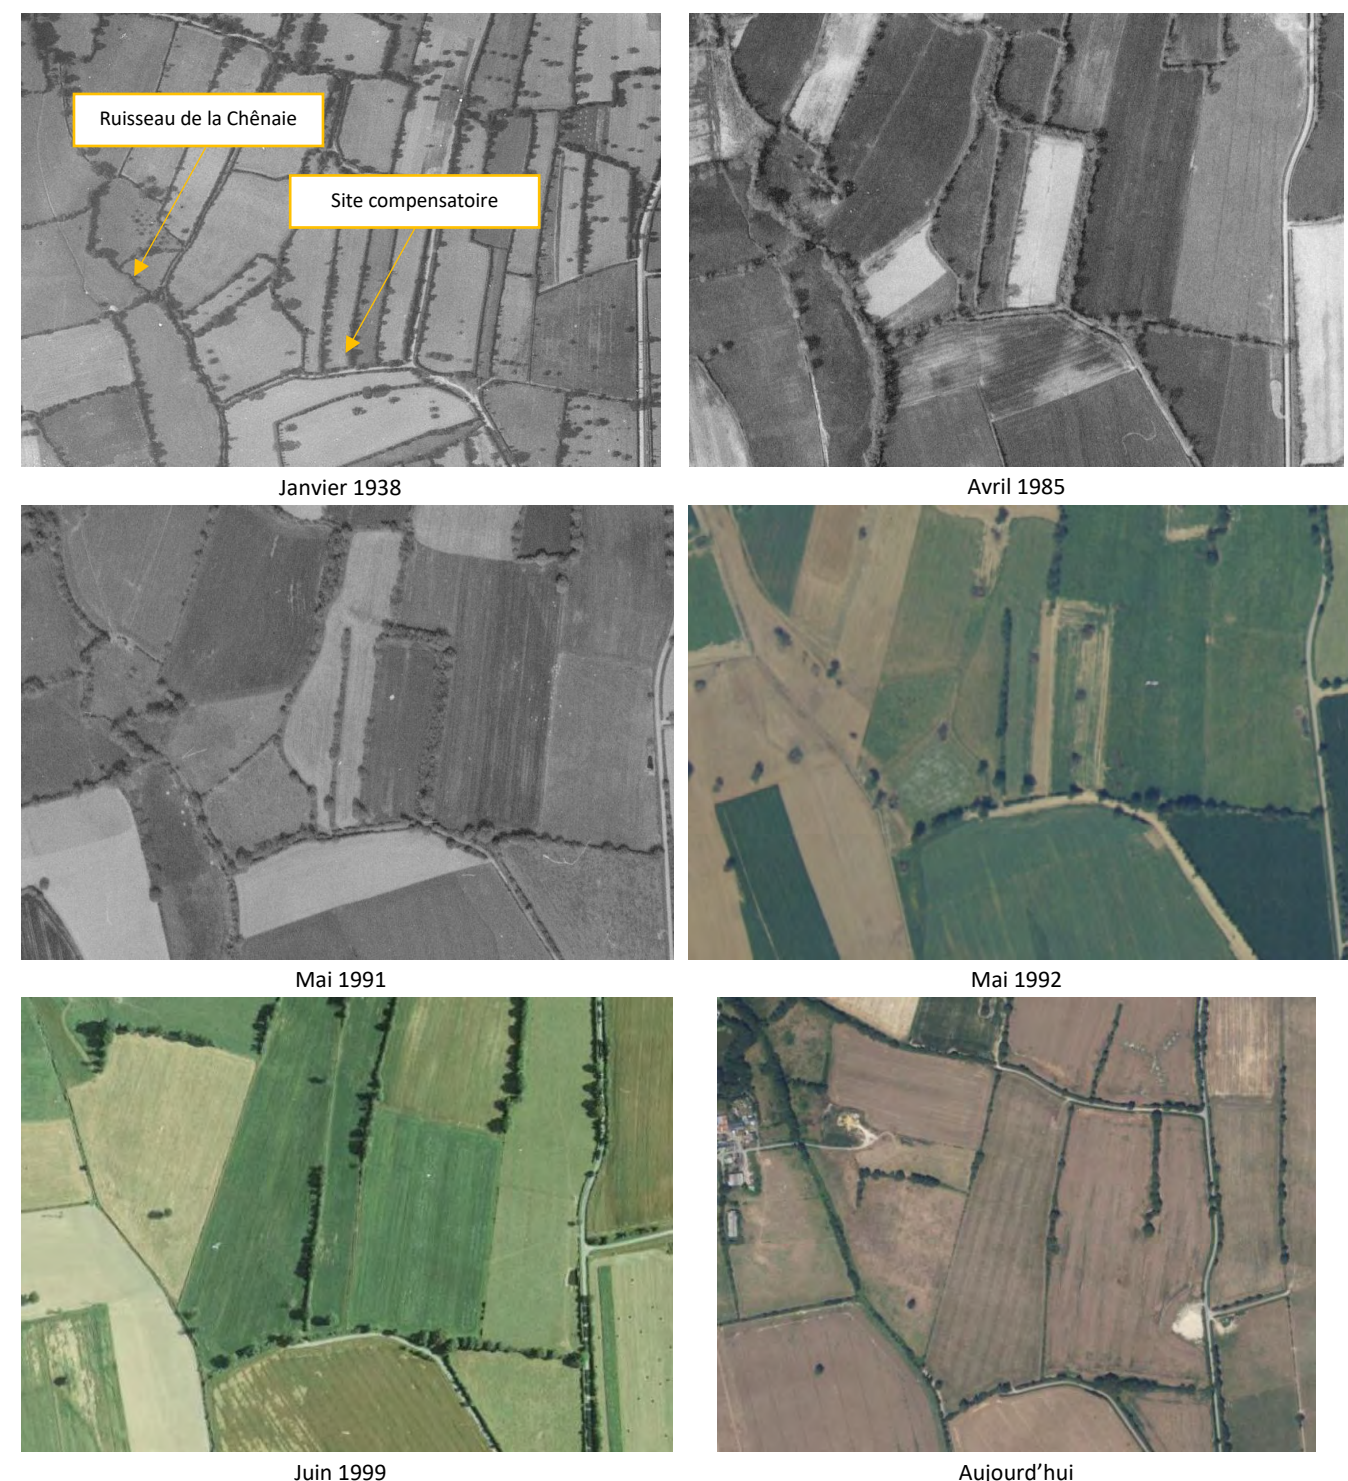 Ruisseau de la Chênaie
Site compensatoire
Janvier 1938
Avril 1985
Mai 1991
Mai 1992
Juin 1999
Aujourd'hui